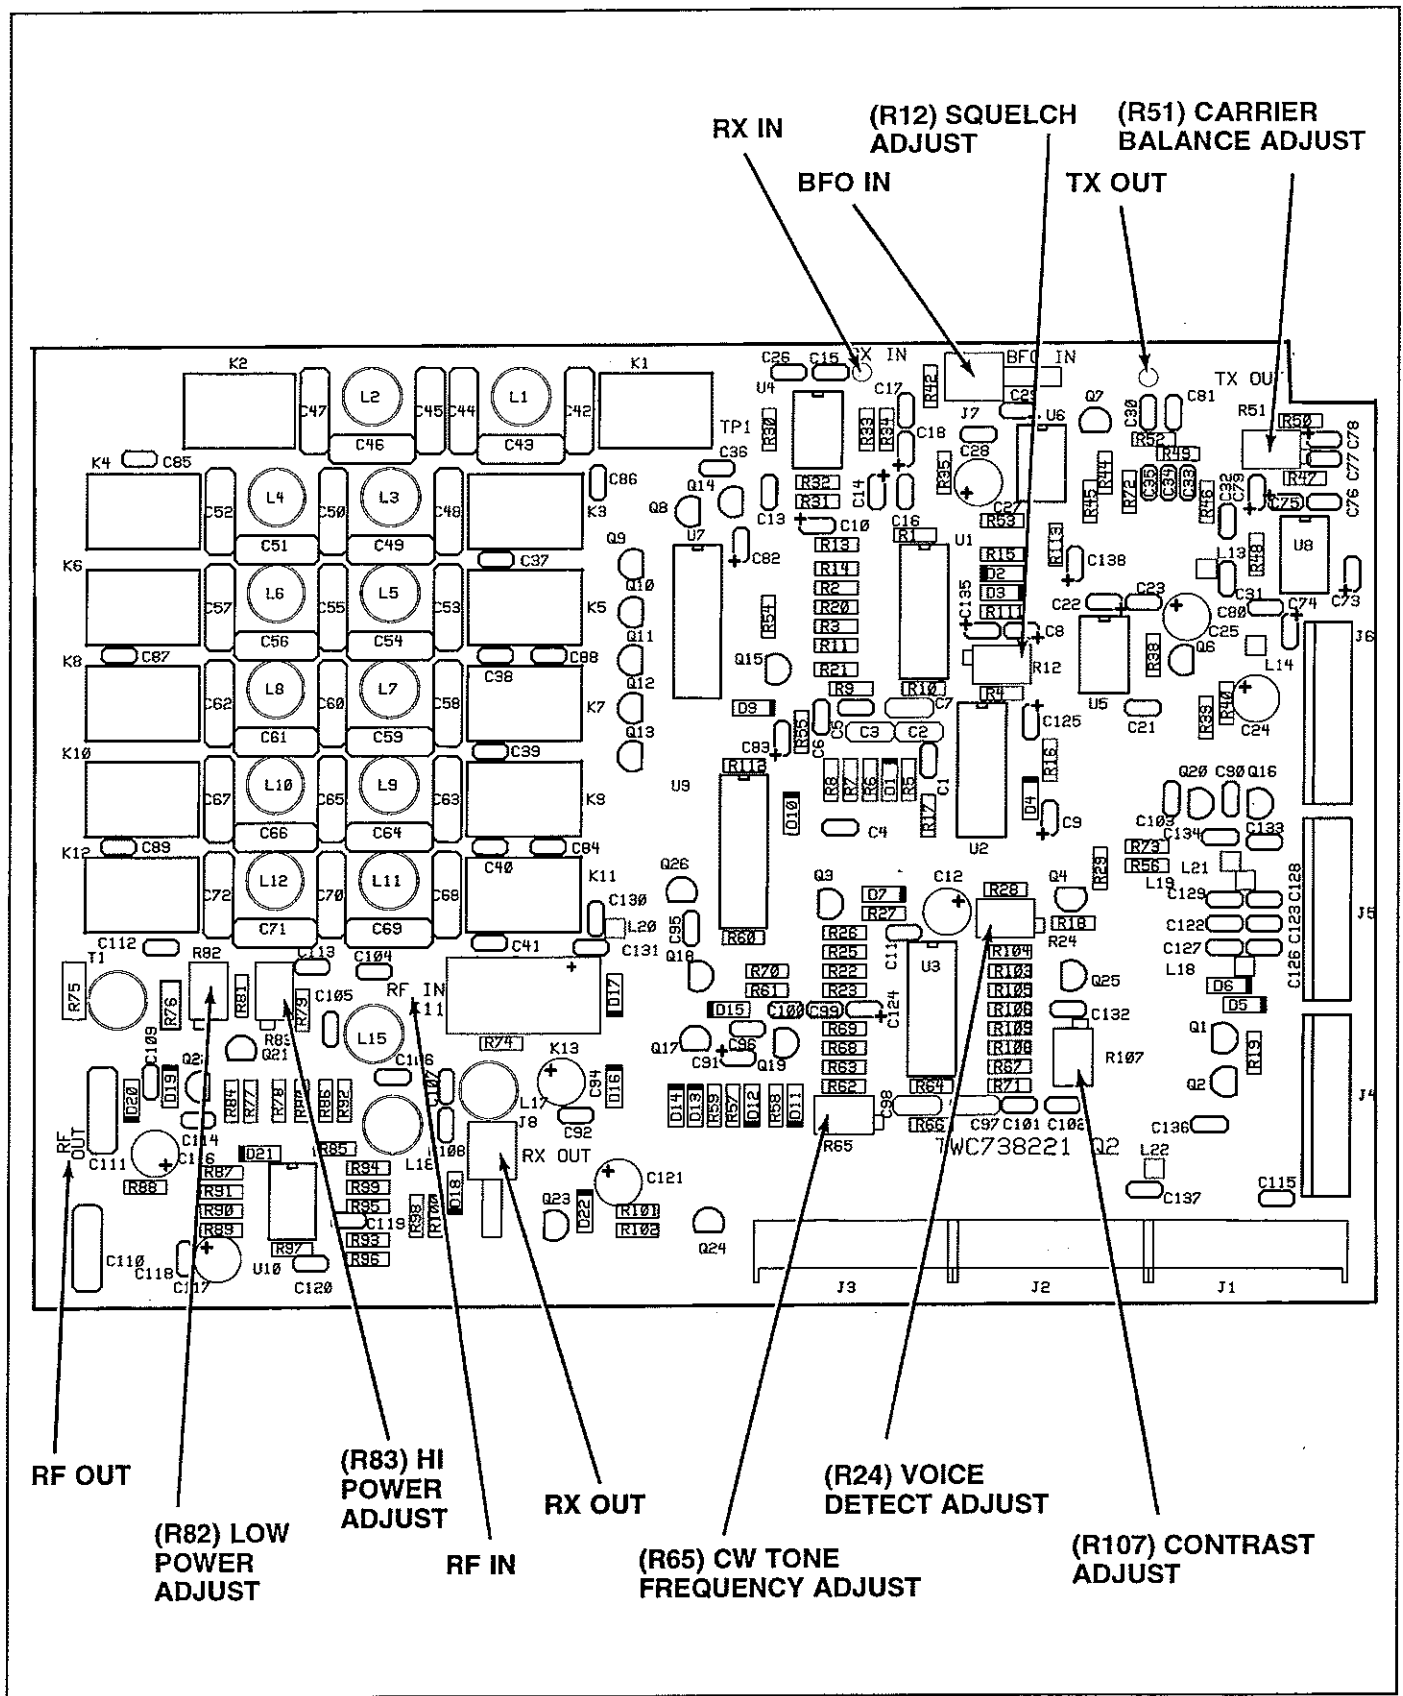 (R12) SQUELCH
ADJUST
(R51) CARRIER
BALANCE ADJUST
RX IN
BFO IN
TX OUT
K2
K1
C26 C15
BFO IN
TX OUT
C47 L2 C45 C44 L1 C42
C46 C43
U4
TP1
R30
R33 R34
C17
C18
R42
J7
U6
Q7
C30 C81
R51 R50
C78
C77
R52
R49
R47
K4 C85
C86
C36
Q14
Q8
U7
C13
R32
R31
C14
C16
R35
C28
C27
R53
R44
R45
R72
C35 C34 C33
R46
C32
C79
C75 C76
C52 L4 C50 L3 C48
C51 C49
K3
C37
Q9
Q10
C82
C10
R13
R14
R2
R20
R3
R11
R21
R9
R1
U1
R15
D2
D3
R111
C135
C8
R113
C138
L13
R48
U8
C31
C73
C74
C80
K6
C57 L6 C55 L5 C53
C56 C54
K5
Q11
Q12
R54
Q15
C22 C23
C25
R38
Q6
L14
J6
R12
R10
R4
U5
K8 C87
C38 C88
C62 L8 C60 L7 C58
C61 C59
K7
Q13
D9
C83
R55
C6
C5
C3 C2
C7
C125
C21
R39
R40
C24
K10
C39
C67 L10 C65 L9 C63
C66 C64
K9
U9
R112
D10
R8 R7 R6 D1 R5
C1
R17
C4
U2
D4
R16
C9
Q20 C90 Q16
C103
C134 C133
K12 C89
C40 C84
C72 L12 C70 L11 C68
C71 C69
K11
C130
L20
C131
C41
Q26
C95
R60
Q3
D7
R27
C12
R28
R24
Q4
R29
R18
R73
R56
L21
L19
C129 C128
C122 C123
C127 C126
L18
D6
D5
J5
C112
R82
C113
C104
T1
R75
R76
R81
R79
C105
RF IN
L15
D17
R74
K13
Q18
R70
R61
D15
C100 C99
C124
R26
R25
R22
R23
R69
R68
R63
R62
U3
R104
R103
R105
R106
R109
R108
R67
R71
Q25
C132
R107
Q1
Q2
R19
C109
D19
D20
Q21
R84 R77 R78 R86 R92
C107
L17
C94
D16
C92
Q17
C91
C96
Q19
D14 D13 R59 R57 D12 R58 D11
R65
R64
C98
R66
C97 C101 C102
TWC738221 Q2
C136
J4
RF
OUT
C111
C114
D21
R85
J8
RX OUT
R88
R87
R91
R90
R89
R94
R99
R95
R93
R96
C119
R98
R100
D18
Q23
D22
C121
R101
R102
Q24
L22
C137
C115
C110
C118
C117
U10
R97
C120
J3
J2
J1
RF OUT
(R82) LOW
POWER
ADJUST
(R83) HI
POWER
ADJUST
RF IN
RX OUT
(R65) CW TONE
FREQUENCY ADJUST
(R24) VOICE
DETECT ADJUST
(R107) CONTRAST
ADJUST